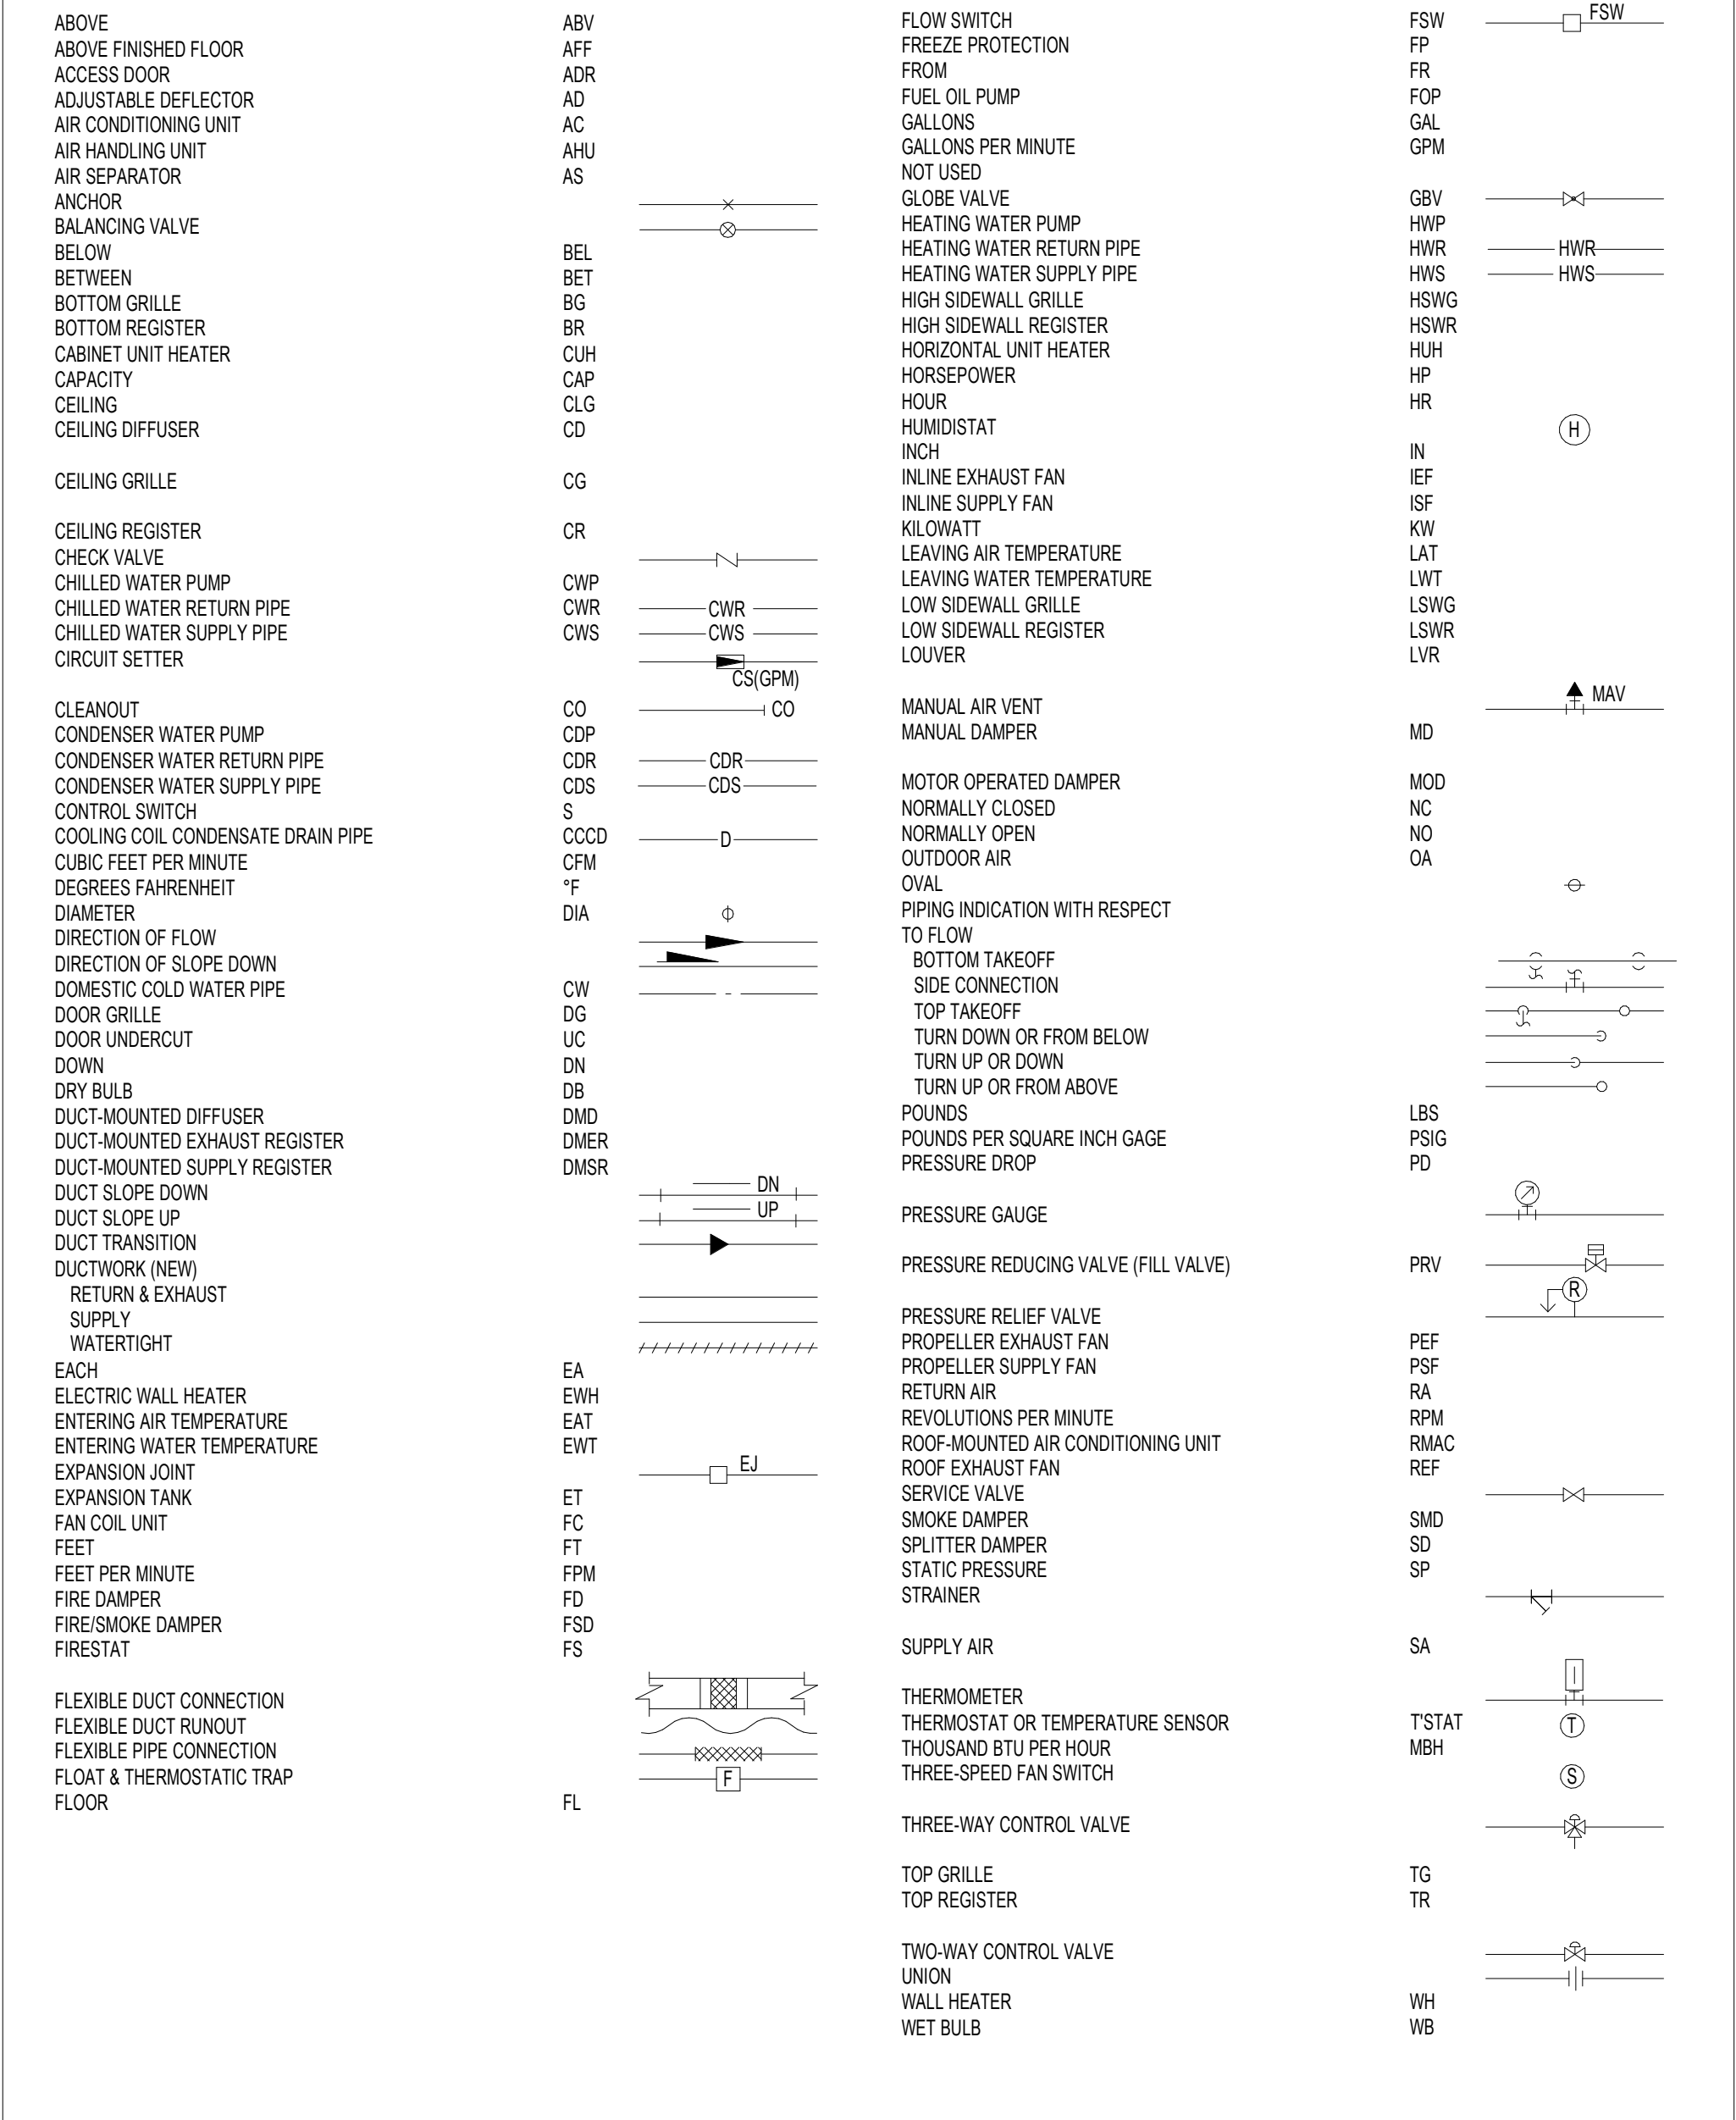 ABOVE ABV
ABOVE FINISHED FLOOR AFF
ACCESS DOOR ADR
ADJUSTABLE DEFLECTOR AD
AIR CONDITIONING UNIT AC
AIR HANDLING UNIT AHU
AIR SEPARATOR AS
ANCHOR
BALANCING VALVE
BELOW BEL
BETWEEN BET
BOTTOM GRILLE BG
BOTTOM REGISTER BR
CABINET UNIT HEATER CUH
CAPACITY CAP
CEILING CLG
CEILING DIFFUSER CD
CEILING GRILLE CG
CEILING REGISTER CR
CHECK VALVE
CHILLED WATER PUMP CWP
CHILLED WATER RETURN PIPE CWR CWR
CHILLED WATER SUPPLY PIPE CWS CWS
CIRCUIT SETTER
CS(GPM)
CLEANOUT CO CO
CONDENSER WATER PUMP CDP
CONDENSER WATER RETURN PIPE CDR CDR
CONDENSER WATER SUPPLY PIPE CDS CDS
CONTROL SWITCH S
COOLING COIL CONDENSATE DRAIN PIPE CCCD D
CUBIC FEET PER MINUTE CFM
DEGREES FAHRENHEIT °F
DIAMETER DIA
DIRECTION OF FLOW
DIRECTION OF SLOPE DOWN
DOMESTIC COLD WATER PIPE CW
DOOR GRILLE DG
DOOR UNDERCUT UC
DOWN DN
DRY BULB DB
DUCT-MOUNTED DIFFUSER DMD
DUCT-MOUNTED EXHAUST REGISTER DMER
DUCT-MOUNTED SUPPLY REGISTER DMSR
DUCT SLOPE DOWN DN
DUCT SLOPE UP UP
DUCT TRANSITION
DUCTWORK (NEW)
RETURN & EXHAUST
SUPPLY
WATERTIGHT
EACH EA
ELECTRIC WALL HEATER EWH
ENTERING AIR TEMPERATURE EAT
ENTERING WATER TEMPERATURE EWT
EXPANSION JOINT EJ
EXPANSION TANK ET
FAN COIL UNIT FC
FEET FT
FEET PER MINUTE FPM
FIRE DAMPER FD
FIRE/SMOKE DAMPER FSD
FIRESTAT FS
FLEXIBLE DUCT CONNECTION
FLEXIBLE DUCT RUNOUT
FLEXIBLE PIPE CONNECTION
FLOAT & THERMOSTATIC TRAP F
FLOOR FL
FLOW SWITCH FSW FSW
FREEZE PROTECTION FP
FROM FR
FUEL OIL PUMP FOP
GALLONS GAL
GALLONS PER MINUTE GPM
NOT USED
GLOBE VALVE GBV
HEATING WATER PUMP HWP
HEATING WATER RETURN PIPE HWR HWR
HEATING WATER SUPPLY PIPE HWS HWS
HIGH SIDEWALL GRILLE HSWG
HIGH SIDEWALL REGISTER HSWR
HORIZONTAL UNIT HEATER HUH
HORSEPOWER HP
HOUR HR
HUMIDISTAT H
INCH IN
INLINE EXHAUST FAN IEF
INLINE SUPPLY FAN ISF
KILOWATT KW
LEAVING AIR TEMPERATURE LAT
LEAVING WATER TEMPERATURE LWT
LOW SIDEWALL GRILLE LSWG
LOW SIDEWALL REGISTER LSWR
LOUVER LVR
MANUAL AIR VENT MAV
MANUAL DAMPER MD
MOTOR OPERATED DAMPER MOD
NORMALLY CLOSED NC
NORMALLY OPEN NO
OUTDOOR AIR OA
OVAL
PIPING INDICATION WITH RESPECT
TO FLOW
BOTTOM TAKEOFF
SIDE CONNECTION
TOP TAKEOFF
TURN DOWN OR FROM BELOW
TURN UP OR DOWN
TURN UP OR FROM ABOVE
POUNDS LBS
POUNDS PER SQUARE INCH GAGE PSIG
PRESSURE DROP PD
PRESSURE GAUGE
PRESSURE REDUCING VALVE (FILL VALVE) PRV
R
PRESSURE RELIEF VALVE
PROPELLER EXHAUST FAN PEF
PROPELLER SUPPLY FAN PSF
RETURN AIR RA
REVOLUTIONS PER MINUTE RPM
ROOF-MOUNTED AIR CONDITIONING UNIT RMAC
ROOF EXHAUST FAN REF
SERVICE VALVE
SMOKE DAMPER SMD
SPLITTER DAMPER SD
STATIC PRESSURE SP
STRAINER
SUPPLY AIR SA
THERMOMETER
THERMOSTAT OR TEMPERATURE SENSOR T'STAT T
THOUSAND BTU PER HOUR MBH
THREE-SPEED FAN SWITCH S
THREE-WAY CONTROL VALVE
TOP GRILLE TG
TOP REGISTER TR
TWO-WAY CONTROL VALVE
UNION
WALL HEATER WH
WET BULB WB